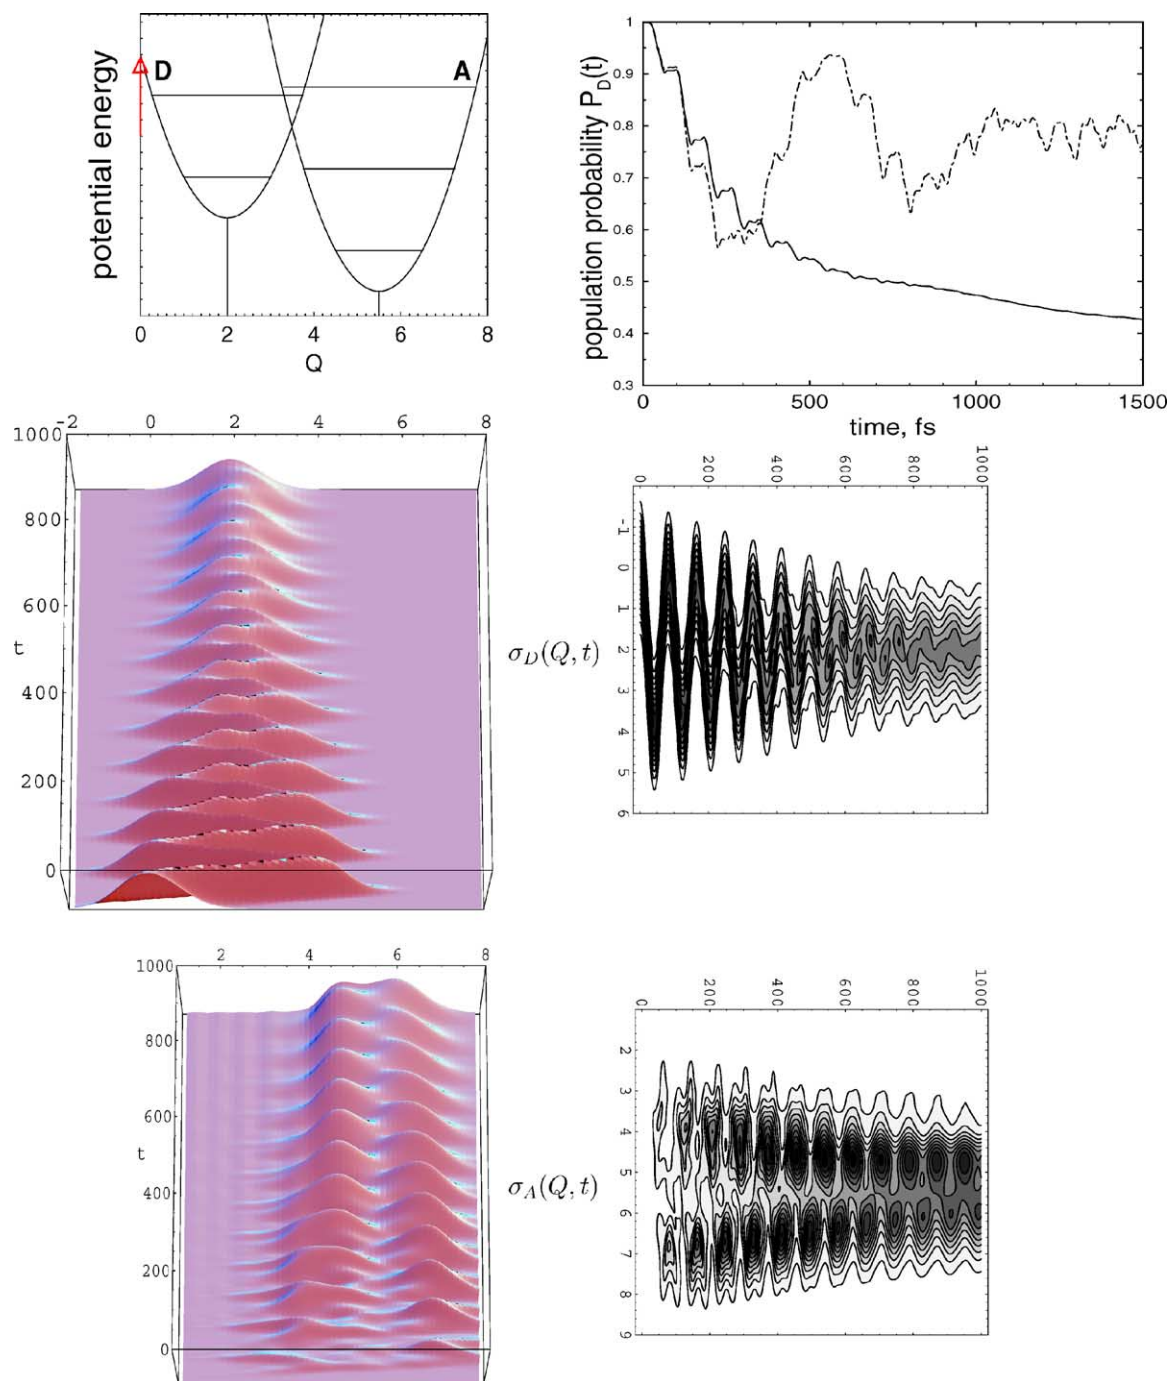 potential energy
D
A
0 2 4 6 8
Q
population probability P_D(t)
1
0.9
0.8
0.7
0.6
0.5
0.4
0.3
0 500 1000 1500
time, fs
-2 0 2 4 6 8
1000
800
600
t
400
200
0
σ_D(Q, t)
0 200 400 600 800 1000
-1
0
1
2
3
4
5
6
2 4 6 8
1000
800
600
t
400
200
0
σ_A(Q, t)
0 200 400 600 800 1000
2
3
4
5
6
7
8
9